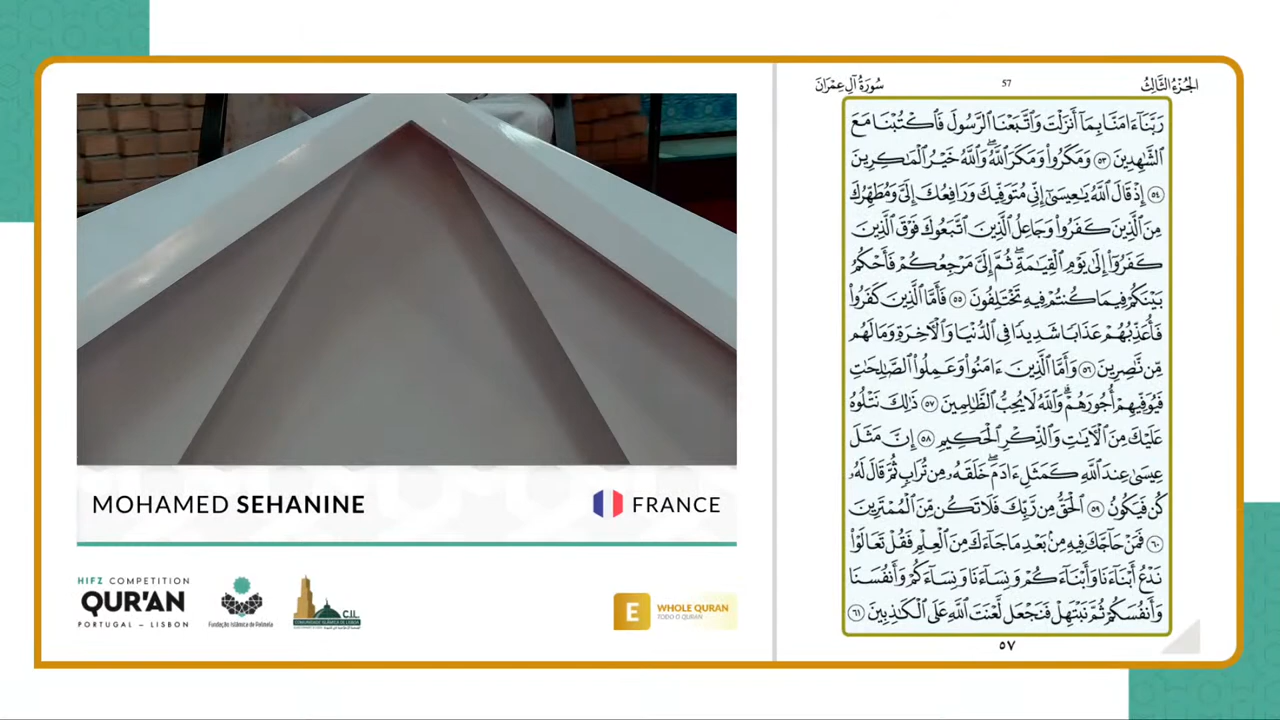 MOHAMED SEHANINE
FRANCE
HIFZ COMPETITION
QUR'AN
PORTUGAL – LISBON
Fundação Islâmica de Palmela
C.I.L
COMUNIDADE ISLÂMICA DE LISBOA
E
WHOLE QURAN
TODO O QURAN
سُورَةُ آلِ عِمْرَانَ
57
الجُزْءُ الثَّالِثُ
رَبَّنَآ ءَامَنَّا بِمَآ أَنزَلْتَ وَٱتَّبَعْنَا ٱلرَّسُولَ فَٱكْتُبْنَا مَعَ
ٱلشَّٰهِدِينَ ٥٣ وَمَكَرُوا۟ وَمَكَرَ ٱللَّهُ ۖ وَٱللَّهُ خَيْرُ ٱلْمَٰكِرِينَ
٥٤ إِذْ قَالَ ٱللَّهُ يَٰعِيسَىٰٓ إِنِّى مُتَوَفِّيكَ وَرَافِعُكَ إِلَىَّ وَمُطَهِّرُكَ
مِنَ ٱلَّذِينَ كَفَرُوا۟ وَجَاعِلُ ٱلَّذِينَ ٱتَّبَعُوكَ فَوْقَ ٱلَّذِينَ
كَفَرُوٓا۟ إِلَىٰ يَوْمِ ٱلْقِيَٰمَةِ ۖ ثُمَّ إِلَىَّ مَرْجِعُكُمْ فَأَحْكُمُ
بَيْنَكُمْ فِيمَا كُنتُمْ فِيهِ تَخْتَلِفُونَ ٥٥ فَأَمَّا ٱلَّذِينَ كَفَرُوا۟
فَأُعَذِّبُهُمْ عَذَابًا شَدِيدًا فِى ٱلدُّنْيَا وَٱلْءَاخِرَةِ وَمَا لَهُم
مِّن نَّٰصِرِينَ ٥٦ وَأَمَّا ٱلَّذِينَ ءَامَنُوا۟ وَعَمِلُوا۟ ٱلصَّٰلِحَٰتِ
فَيُوَفِّيهِمْ أُجُورَهُمْ ۗ وَٱللَّهُ لَا يُحِبُّ ٱلظَّٰلِمِينَ ٥٧ ذَٰلِكَ نَتْلُوهُ
عَلَيْكَ مِنَ ٱلْءَايَٰتِ وَٱلذِّكْرِ ٱلْحَكِيمِ ٥٨ إِنَّ مَثَلَ
عِيسَىٰ عِندَ ٱللَّهِ كَمَثَلِ ءَادَمَ ۖ خَلَقَهُۥ مِن تُرَابٍ ثُمَّ قَالَ لَهُۥ
كُن فَيَكُونُ ٥٩ ٱلْحَقُّ مِن رَّبِّكَ فَلَا تَكُن مِّنَ ٱلْمُمْتَرِينَ
٦٠ فَمَنْ حَآجَّكَ فِيهِ مِنۢ بَعْدِ مَا جَآءَكَ مِنَ ٱلْعِلْمِ فَقُلْ تَعَالَوْا۟
نَدْعُ أَبْنَآءَنَا وَأَبْنَآءَكُمْ وَنِسَآءَنَا وَنِسَآءَكُمْ وَأَنفُسَنَا
وَأَنفُسَكُمْ ثُمَّ نَبْتَهِلْ فَنَجْعَل لَّعْنَتَ ٱللَّهِ عَلَى ٱلْكَٰذِبِينَ ٦١
٥٧